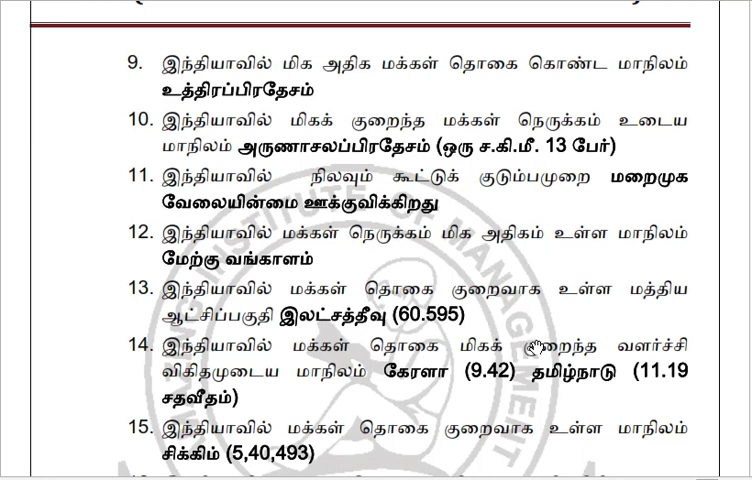 9. இந்தியாவில் மிக அதிக மக்கள் தொகை கொண்ட மாநிலம்
உத்திரப்பிரதேசம்
10. இந்தியாவில் மிகக் குறைந்த மக்கள் நெருக்கம் உடைய
மாநிலம் அருணாசலப்பிரதேசம் (ஒரு ச.கி.மீ. 13 பேர்)
11. இந்தியாவில் நிலவும் கூட்டுக் குடும்பமுறை மறைமுக
வேலையின்மை ஊக்குவிக்கிறது
12. இந்தியாவில் மக்கள் நெருக்கம் மிக அதிகம் உள்ள மாநிலம்
மேற்கு வங்காளம்
13. இந்தியாவில் மக்கள் தொகை குறைவாக உள்ள மத்திய
ஆட்சிப்பகுதி இலட்சத்தீவு (60.595)
14. இந்தியாவில் மக்கள் தொகை மிகக் குறைந்த வளர்ச்சி
விகிதமுடைய மாநிலம் கேரளா (9.42) தமிழ்நாடு (11.19
சதவீதம்)
15. இந்தியாவில் மக்கள் தொகை குறைவாக உள்ள மாநிலம்
சிக்கிம் (5,40,493)
INSTITUTE OF MANAGEMENT